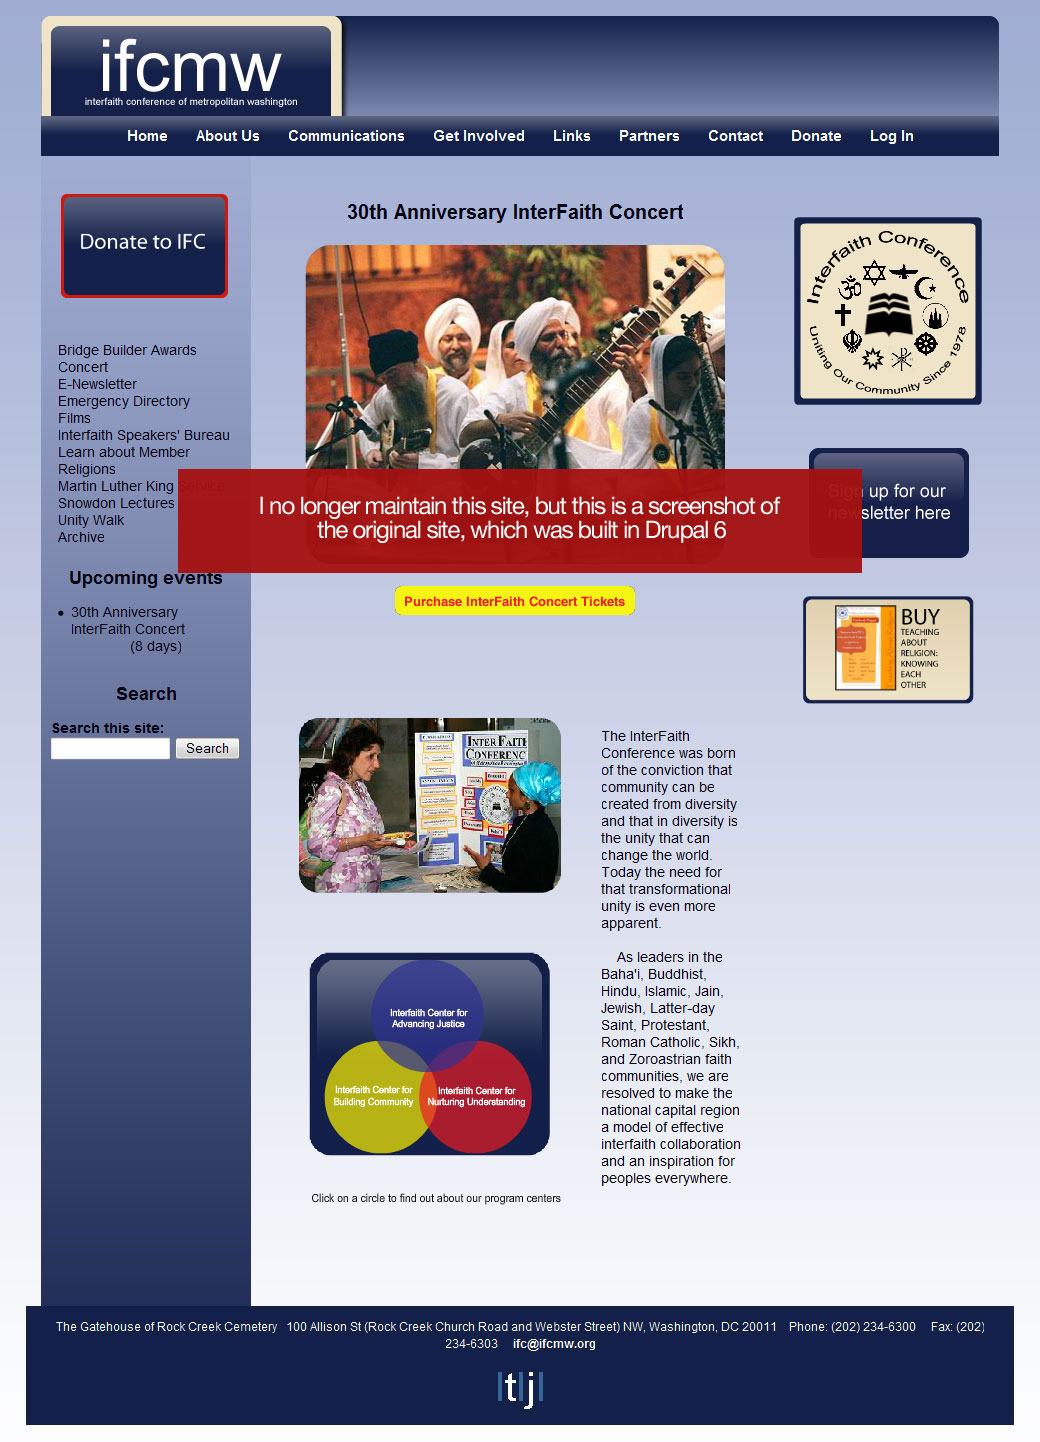 ifcmw
interfaith conference of metropolitan washington
Home About Us Communications Get Involved Links Partners Contact Donate Log In
Donate to IFC
Bridge Builder Awards
Concert
E-Newsletter
Emergency Directory
Films
Interfaith Speakers' Bureau
Learn about Member
Religions
Martin Luther King Service
Snowdon Lectures
Unity Walk
Archive
Upcoming events
30th Anniversary
InterFaith Concert
(8 days)
Search
Search this site:
Search
30th Anniversary InterFaith Concert
I no longer maintain this site, but this is a screenshot of
the original site, which was built in Drupal 6
Purchase InterFaith Concert Tickets
INTER FAITH
CONFERENCE
The InterFaith
Conference was born
of the conviction that
community can be
created from diversity
and that in diversity is
the unity that can
change the world.
Today the need for
that transformational
unity is even more
apparent.
As leaders in the
Baha'i, Buddhist,
Hindu, Islamic, Jain,
Jewish, Latter-day
Saint, Protestant,
Roman Catholic, Sikh,
and Zoroastrian faith
communities, we are
resolved to make the
national capital region
a model of effective
interfaith collaboration
and an inspiration for
peoples everywhere.
Interfaith Center for
Advancing Justice
Interfaith Center for
Building Community
Interfaith Center for
Nurturing Understanding
Click on a circle to find out about our program centers
Interfaith Conference
Uniting Our Community Since 1978
Sign up for our
newsletter here
BUY
TEACHING
ABOUT
RELIGION:
KNOWING
EACH
OTHER
The Gatehouse of Rock Creek Cemetery 100 Allison St (Rock Creek Church Road and Webster Street) NW, Washington, DC 20011 Phone: (202) 234-6300 Fax: (202)
234-6303 ifc@ifcmw.org
|t|j|